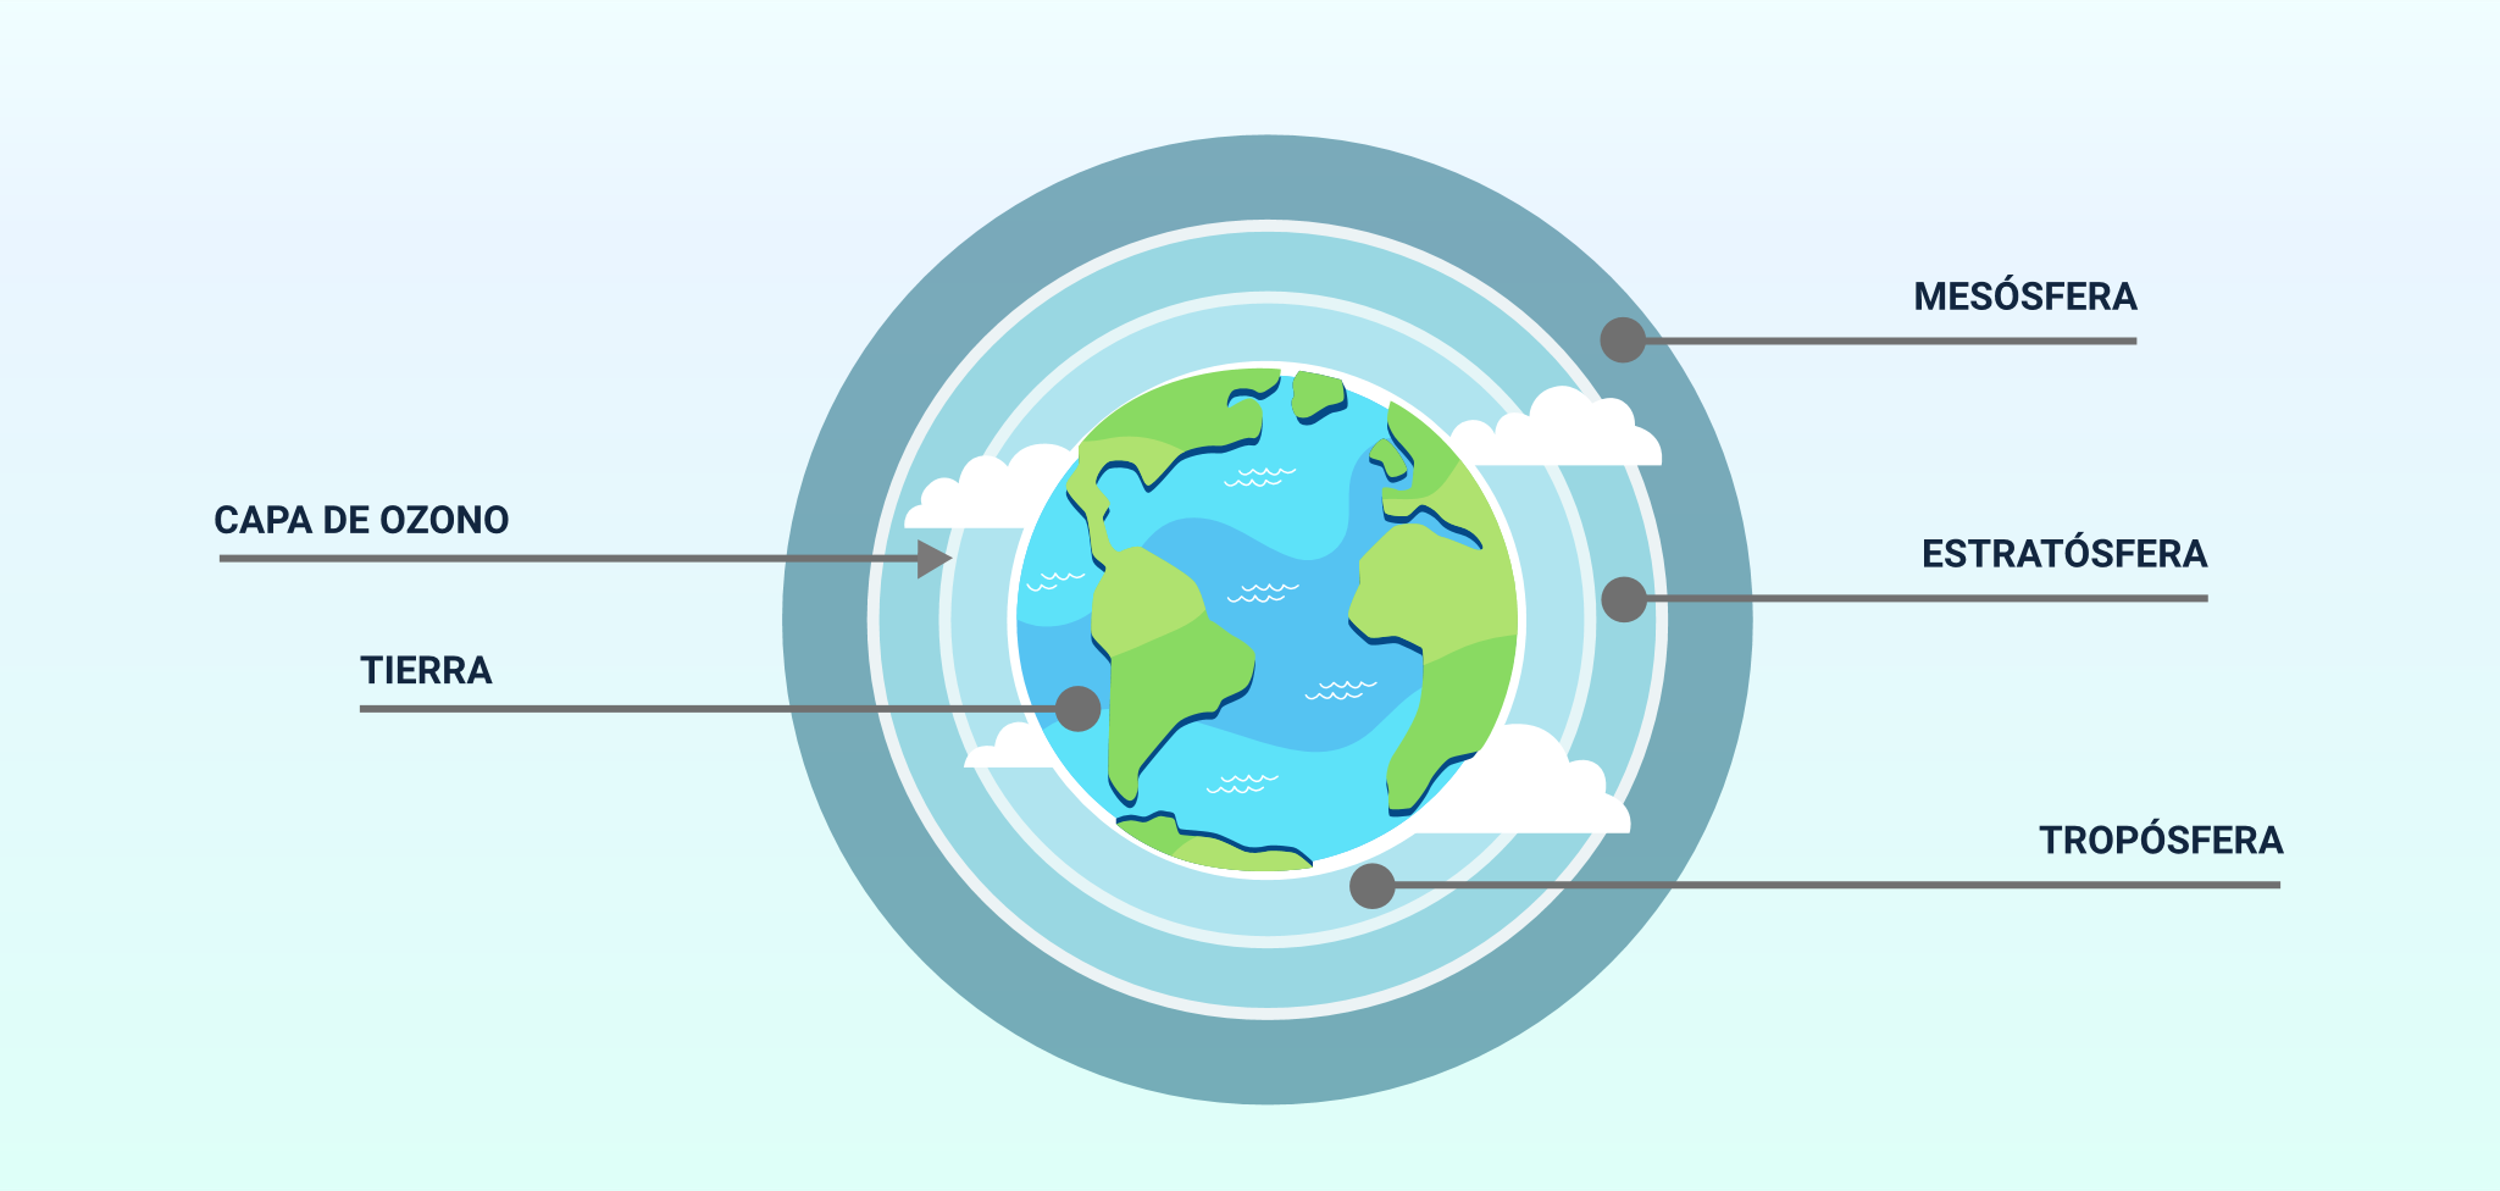 MESÓSFERA
CAPA DE OZONO
ESTRATÓSFERA
TIERRA
TROPÓSFERA